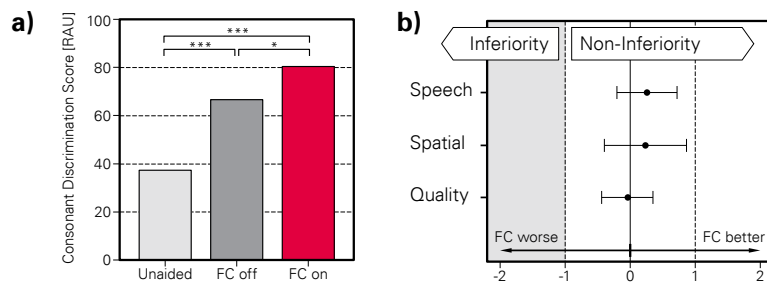 a)
Consonant Discrimination Score [RAU]
100
80
60
40
20
0
***
***
*
Unaided
FC off
FC on
b)
Inferiority
Non-Inferiority
Speech
Spatial
Quality
FC worse
FC better
-2
-1
0
1
2